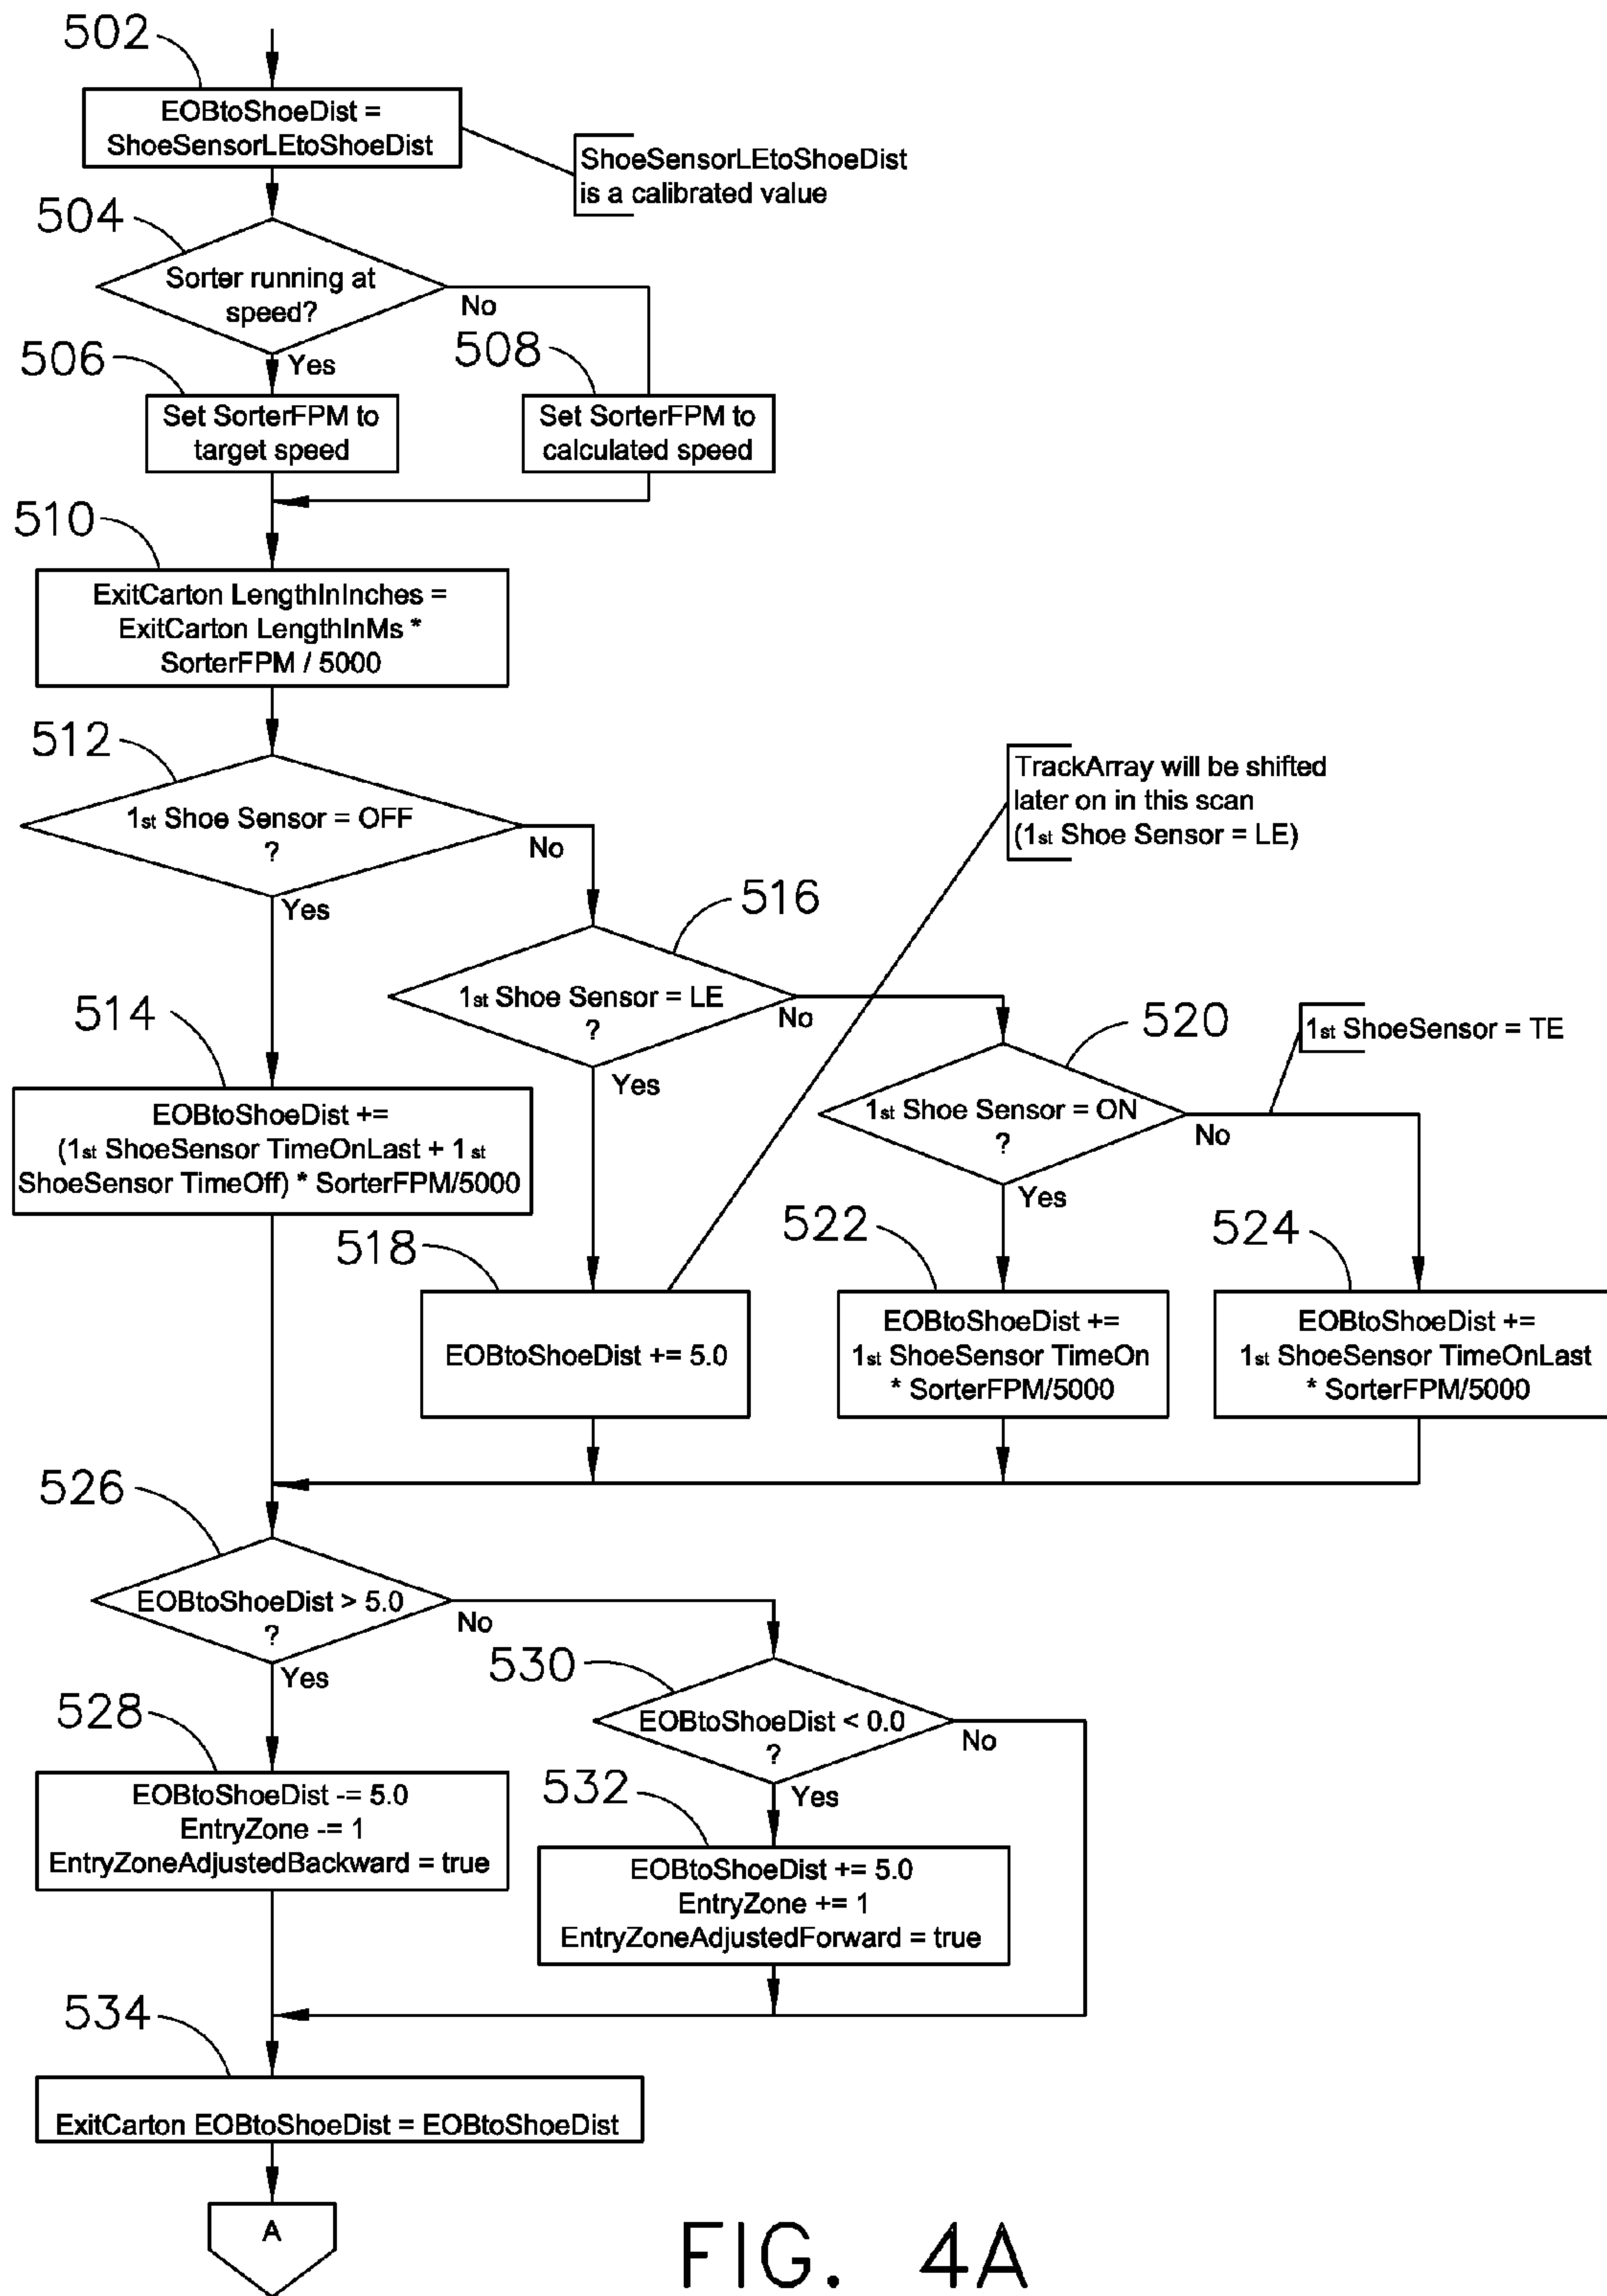 502
EOBtoShoeDist =
ShoeSensorLEtoShoeDist
ShoeSensorLEtoShoeDist
is a calibrated value
504
Sorter running at
speed?
No
Yes
506
Set SorterFPM to
target speed
508
Set SorterFPM to
calculated speed
510
ExitCarton LengthInInches =
ExitCarton LengthInMs *
SorterFPM / 5000
512
1st Shoe Sensor = OFF
?
No
Yes
TrackArray will be shifted
later on in this scan
(1st Shoe Sensor = LE)
516
1st Shoe Sensor = LE
?
No
Yes
514
EOBtoShoeDist +=
(1st ShoeSensor TimeOnLast + 1st
ShoeSensor TimeOff) * SorterFPM/5000
520
1st Shoe Sensor = ON
?
No
Yes
1st ShoeSensor = TE
518
EOBtoShoeDist += 5.0
522
EOBtoShoeDist +=
1st ShoeSensor TimeOn
* SorterFPM/5000
524
EOBtoShoeDist +=
1st ShoeSensor TimeOnLast
* SorterFPM/5000
526
EOBtoShoeDist > 5.0
?
No
Yes
528
EOBtoShoeDist -= 5.0
EntryZone -= 1
EntryZoneAdjustedBackward = true
530
EOBtoShoeDist < 0.0
?
No
Yes
532
EOBtoShoeDist += 5.0
EntryZone += 1
EntryZoneAdjustedForward = true
534
ExitCarton EOBtoShoeDist = EOBtoShoeDist
A
FIG. 4A